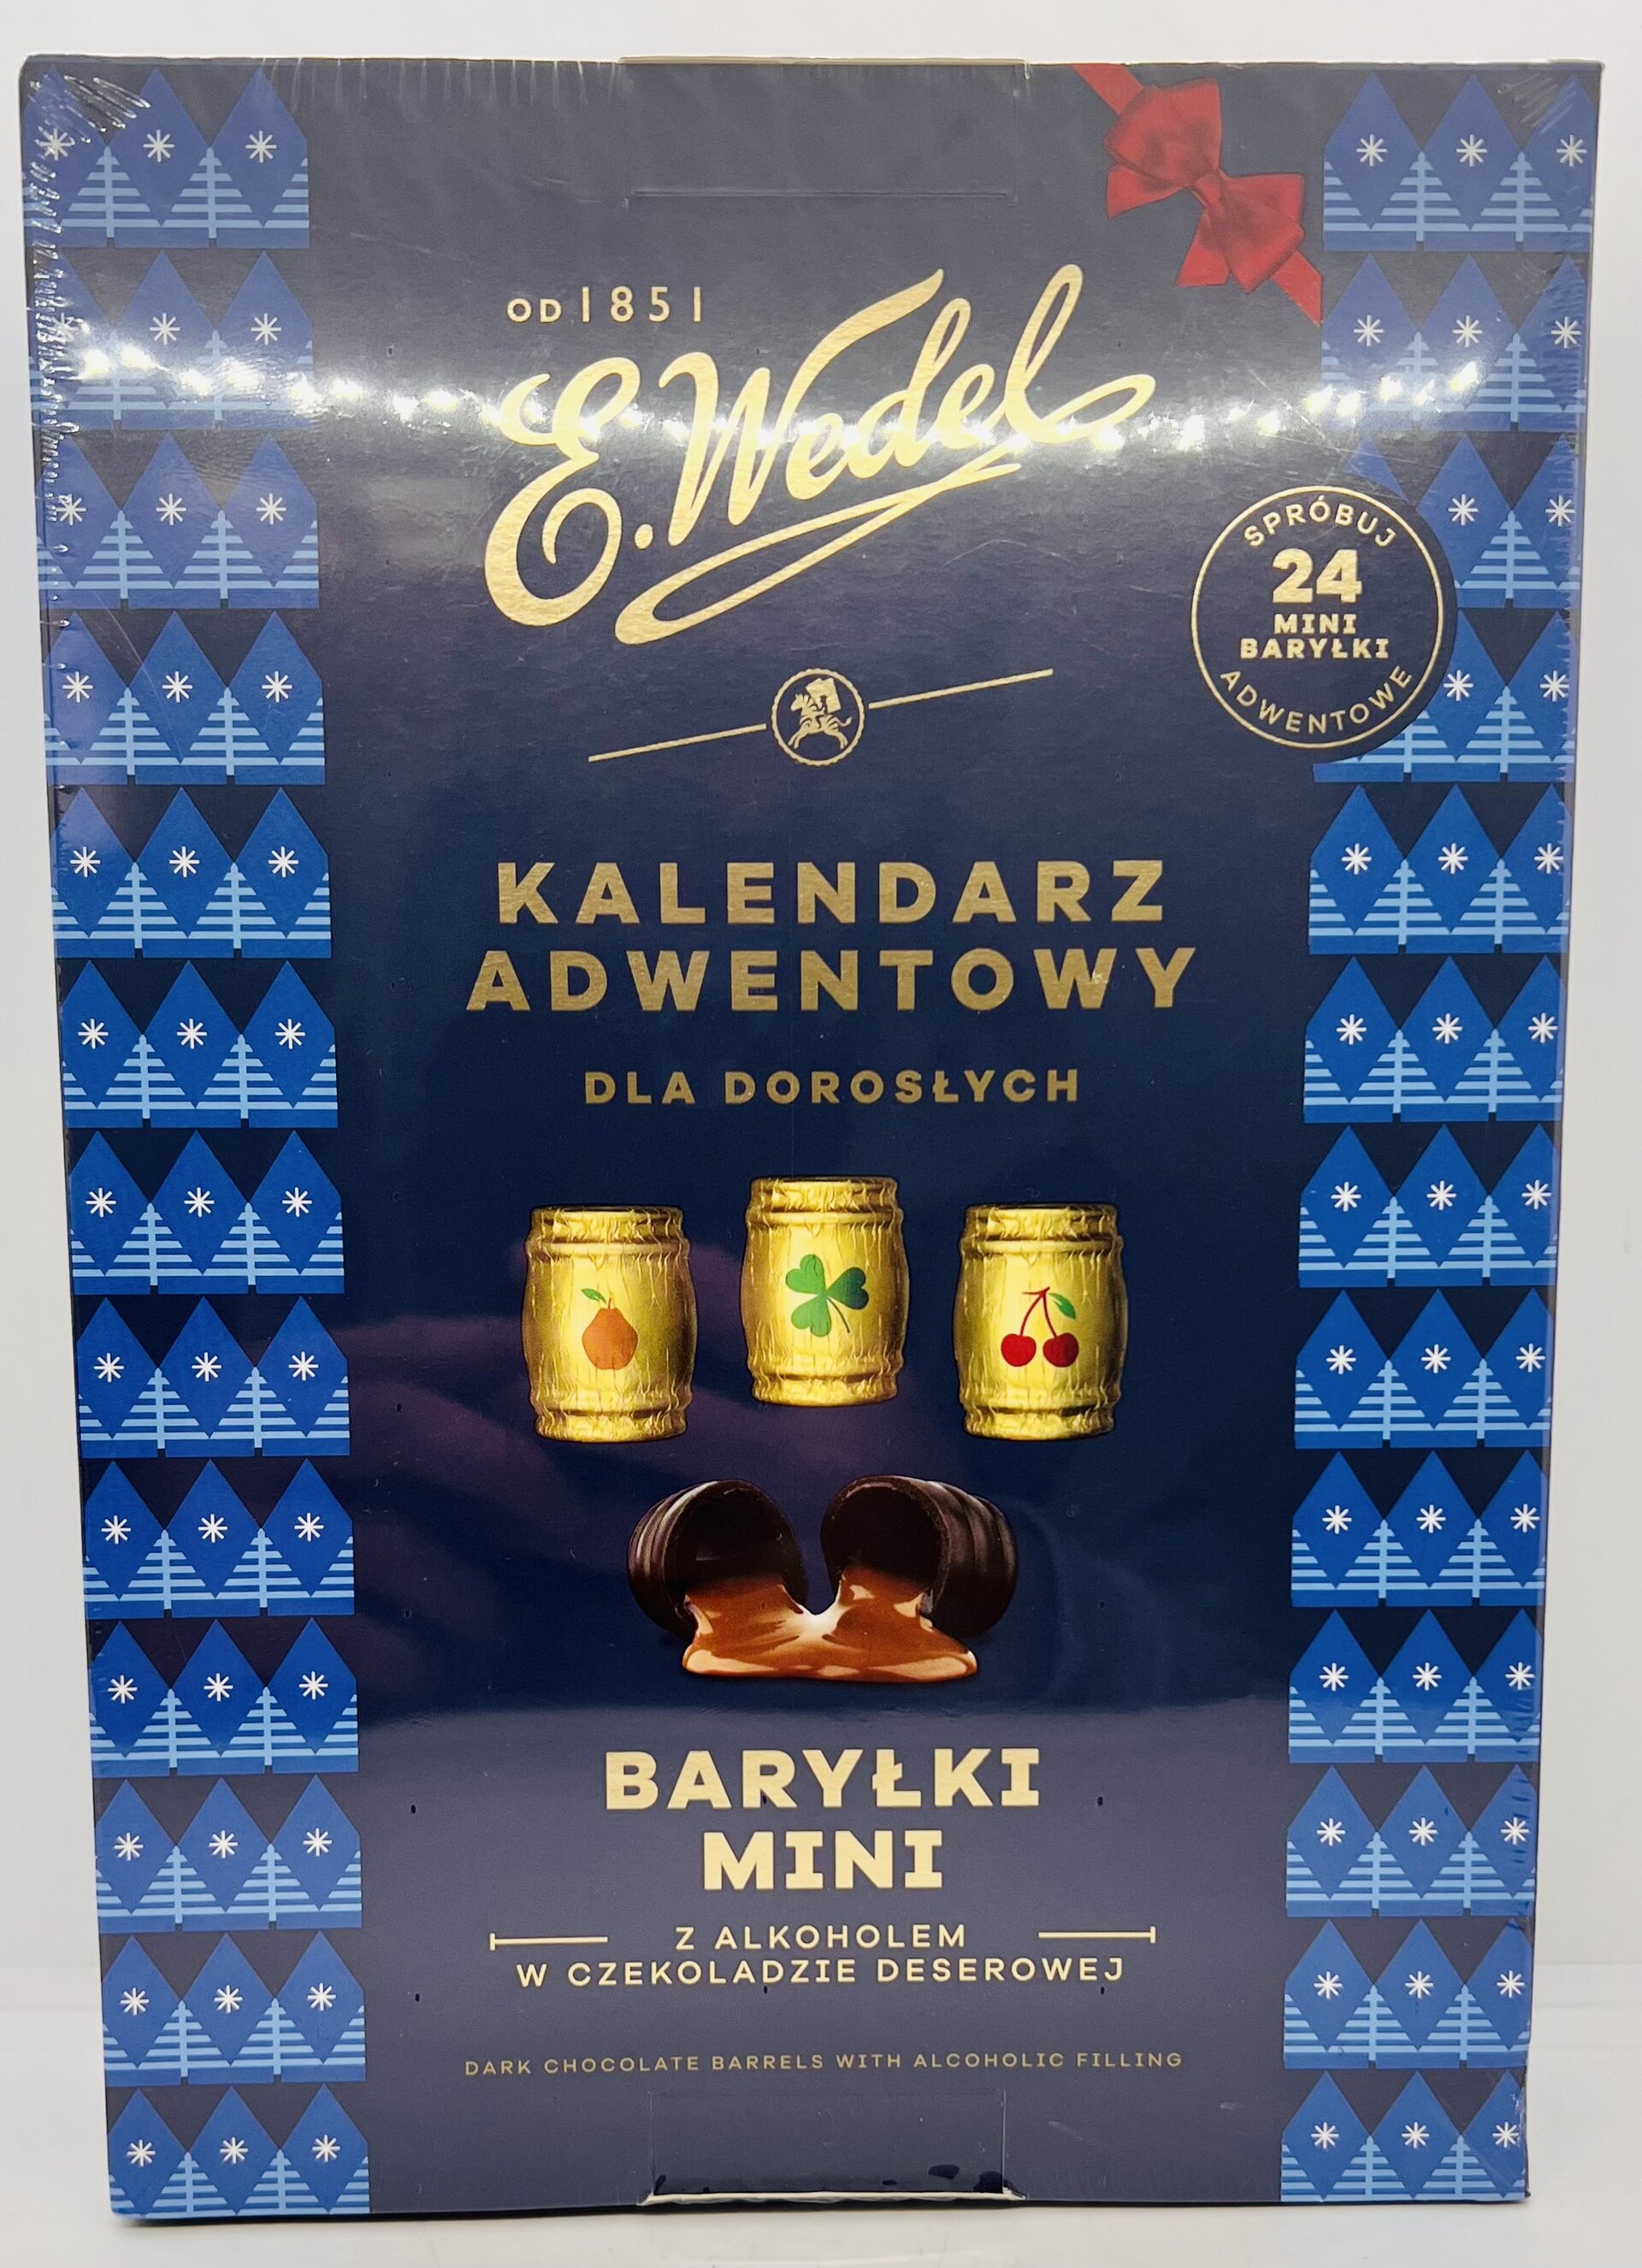 OD 1851
E.Wedel
SPRÓBUJ
24
MINI
BARYŁKI
ADWENTOWE
KALENDARZ
ADWENTOWY
DLA DOROSŁYCH
BARYŁKI
MINI
Z ALKOHOLEM
W CZEKOLADZIE DESEROWEJ
DARK CHOCOLATE BARRELS WITH ALCOHOLIC FILLING